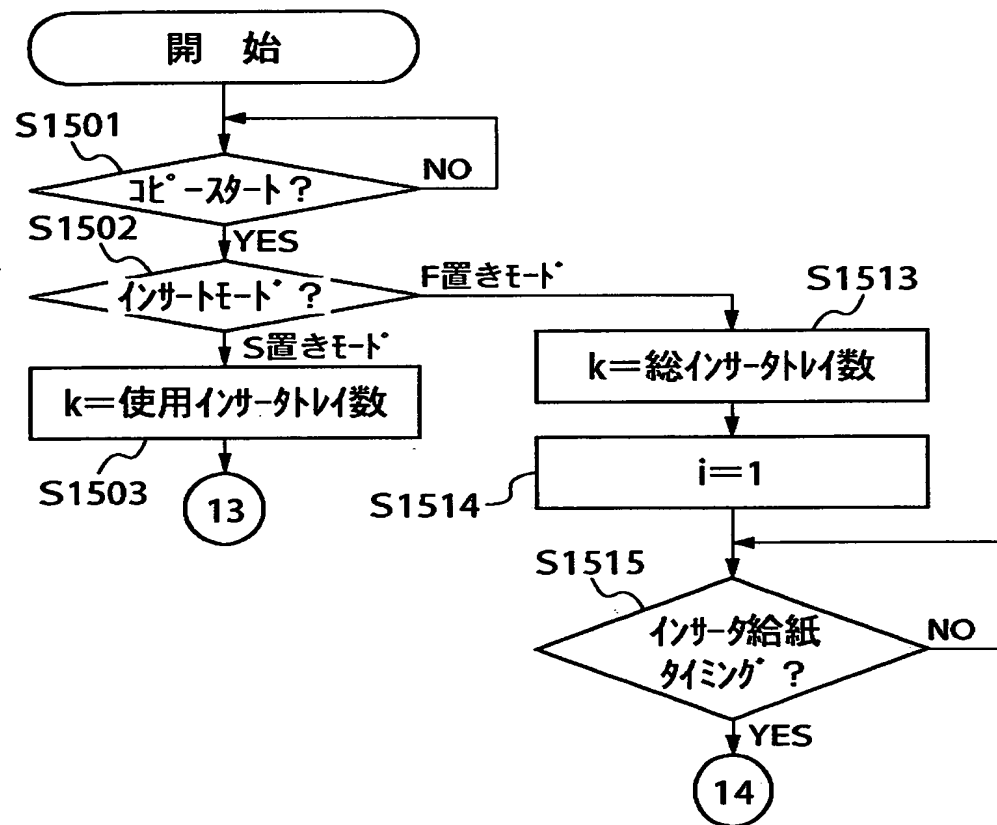 開 始
S1501
コピースタート？
NO
YES
S1502
インサートモード？
F置きモード
S置きモード
k＝使用インサータトレイ数
S1503
13
S1513
k＝総インサータトレイ数
i＝1
S1514
S1515
インサータ給紙
タイミング？
NO
YES
14